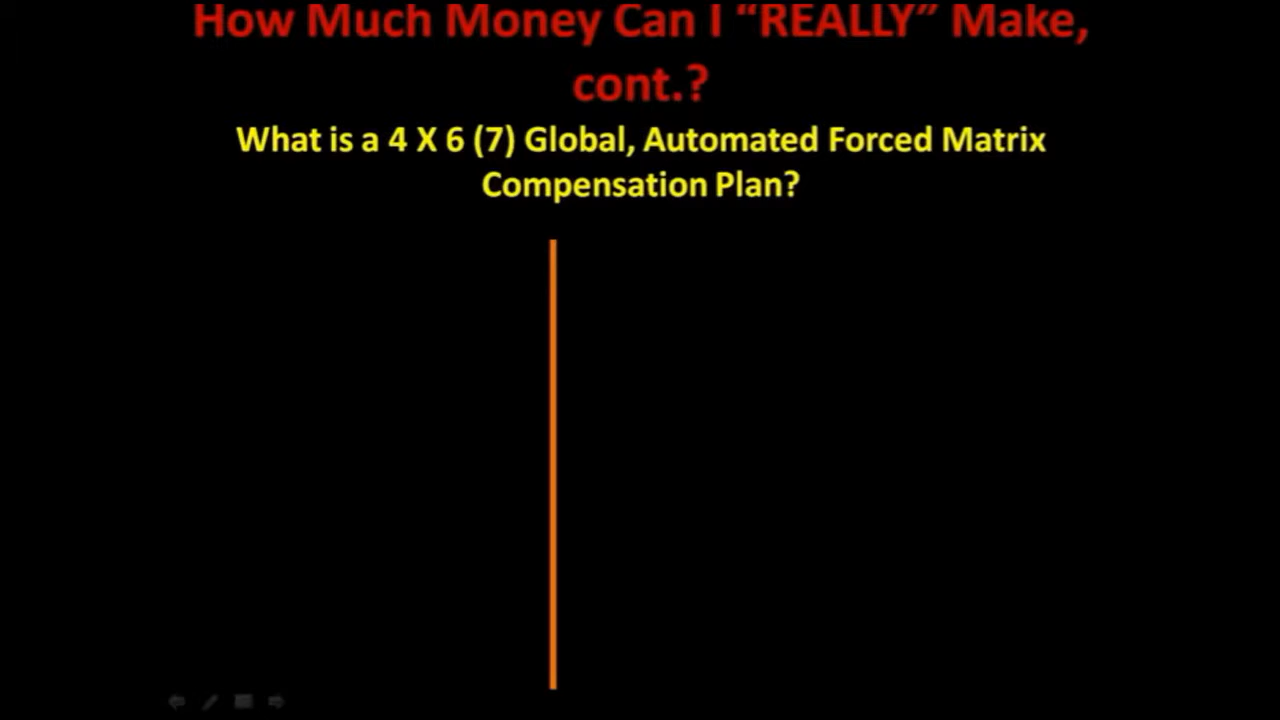 How Much Money Can I “REALLY” Make,
cont.?
What is a 4 X 6 (7) Global, Automated Forced Matrix
Compensation Plan?